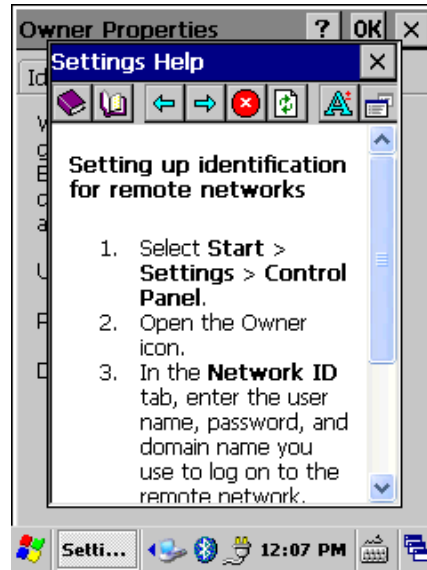 Owner Properties ? OK ×
Settings Help ×
Id
Setting up identification
for remote networks
1. Select Start >
Settings > Control
Panel.
2. Open the Owner
icon.
3. In the Network ID
tab, enter the user
name, password, and
domain name you
use to log on to the
remote network.
Setti... 12:07 PM